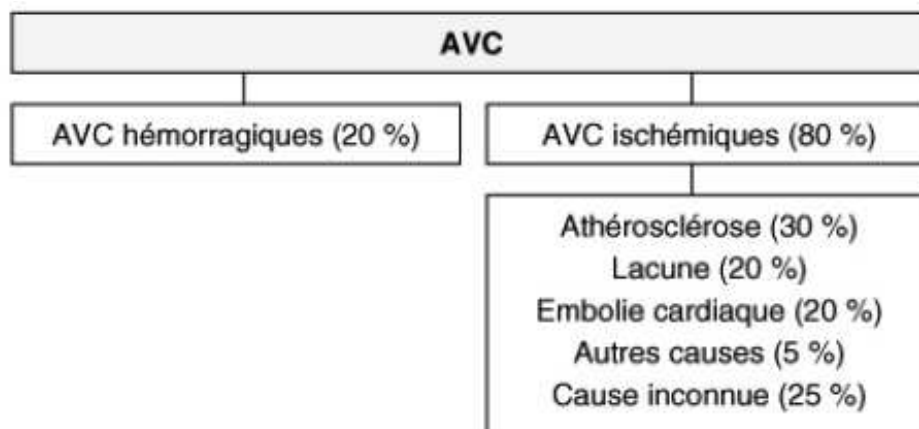 AVC
AVC hémorragiques (20 %)
AVC ischémiques (80 %)
Athérosclérose (30 %)
Lacune (20 %)
Embolie cardiaque (20 %)
Autres causes (5 %)
Cause inconnue (25 %)